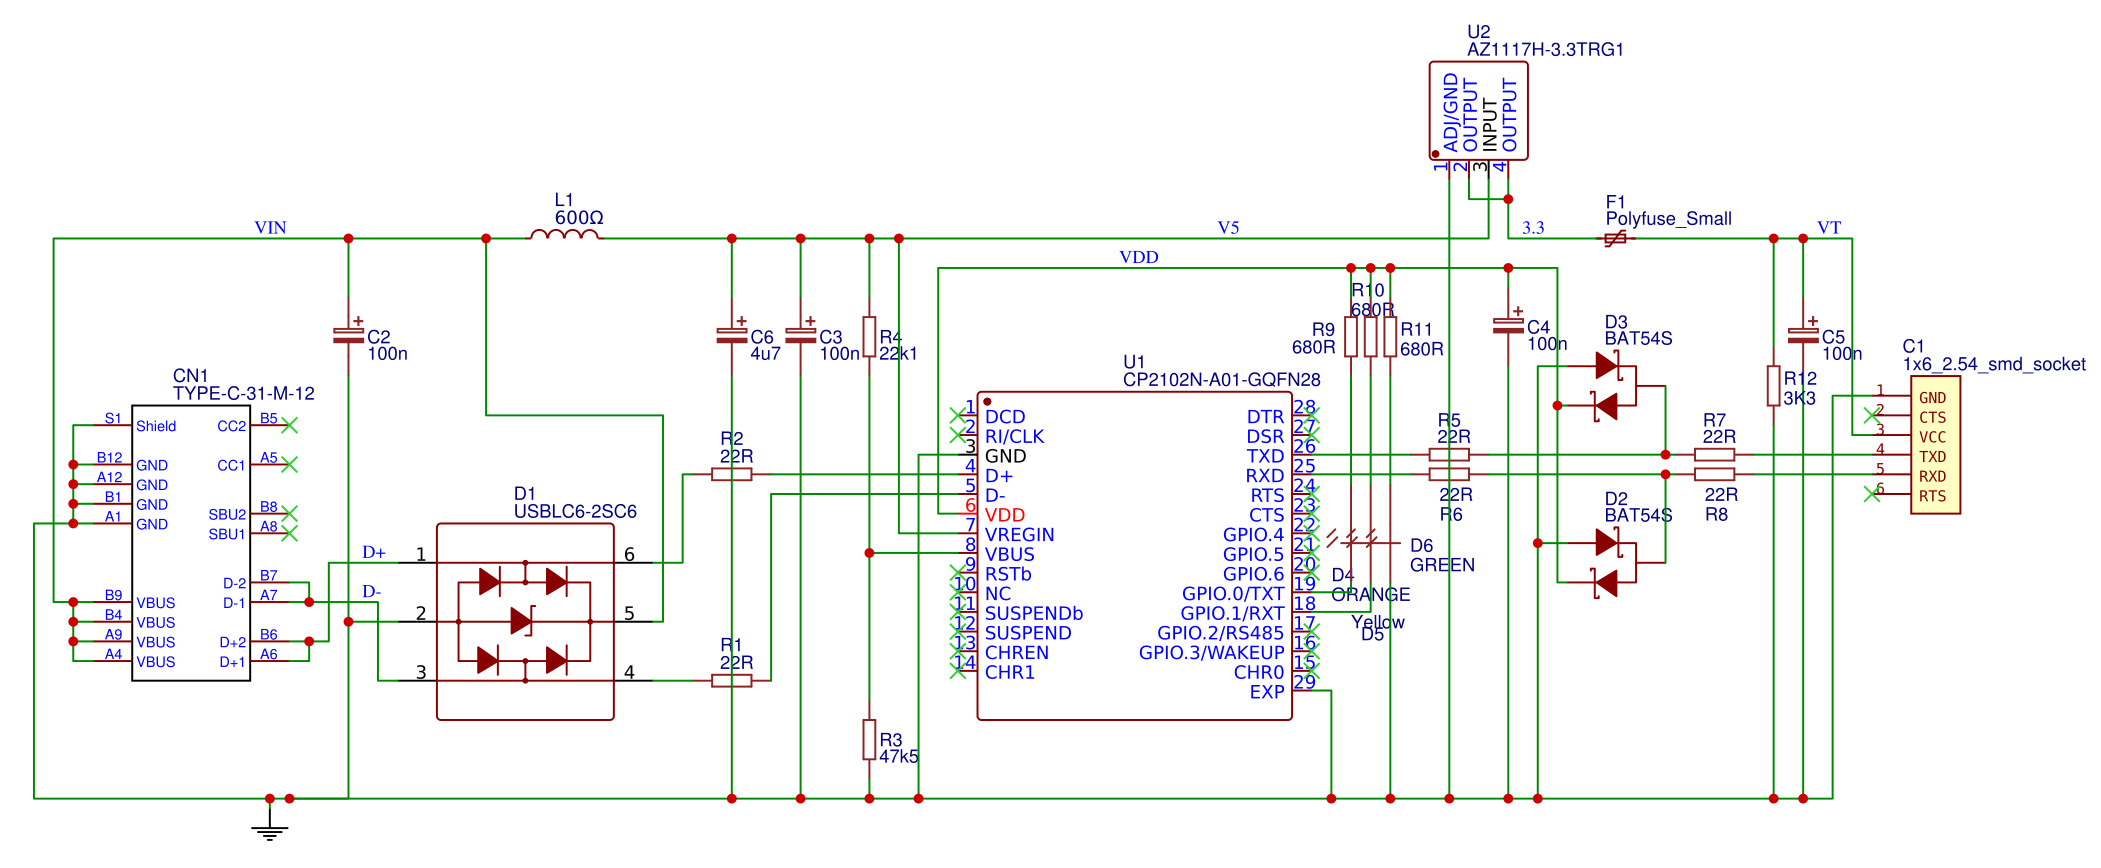 U2
AZ1117H-3.3TRG1
ADJ/GND
OUTPUT
INPUT
OUTPUT
1
2
3
4
L1
600Ω
F1
Polyfuse_Small
VIN
V5
3.3
VT
VDD
+
C2
100n
+
C6
4u7
+
C3
100n
R4
22k1
R10
680R
R9
680R
R11
680R
+
C4
100n
D3
BAT54S
+
C5
100n
R12
3K3
C1
1x6_2.54_smd_socket
1 GND
2 CTS
3 VCC
4 TXD
5 RXD
6 RTS
CN1
TYPE-C-31-M-12
S1 Shield
B12 GND
A12 GND
B1 GND
A1 GND
B9 VBUS
B4 VBUS
A9 VBUS
A4 VBUS
CC2 B5
CC1 A5
SBU2 B8
SBU1 A8
D-2 B7
D-1 A7
D+2 B6
D+1 A6
D+
D-
D1
USBLC6-2SC6
1
2
3
6
5
4
R2
22R
R1
22R
R3
47k5
U1
CP2102N-A01-GQFN28
1 DCD
2 RI/CLK
3 GND
4 D+
5 D-
6 VDD
7 VREGIN
8 VBUS
9 RSTb
10 NC
11 SUSPENDb
12 SUSPEND
13 CHREN
14 CHR1
DTR 28
DSR 27
TXD 26
RXD 25
RTS 24
CTS 23
GPIO.4 22
GPIO.5 21
GPIO.6 20
GPIO.0/TXT 19
GPIO.1/RXT 18
GPIO.2/RS485 17
GPIO.3/WAKEUP 16
CHR0 15
EXP 29
R5
22R
22R
R6
R7
22R
22R
R8
D2
BAT54S
D6
GREEN
D4
ORANGE
Yellow
D5